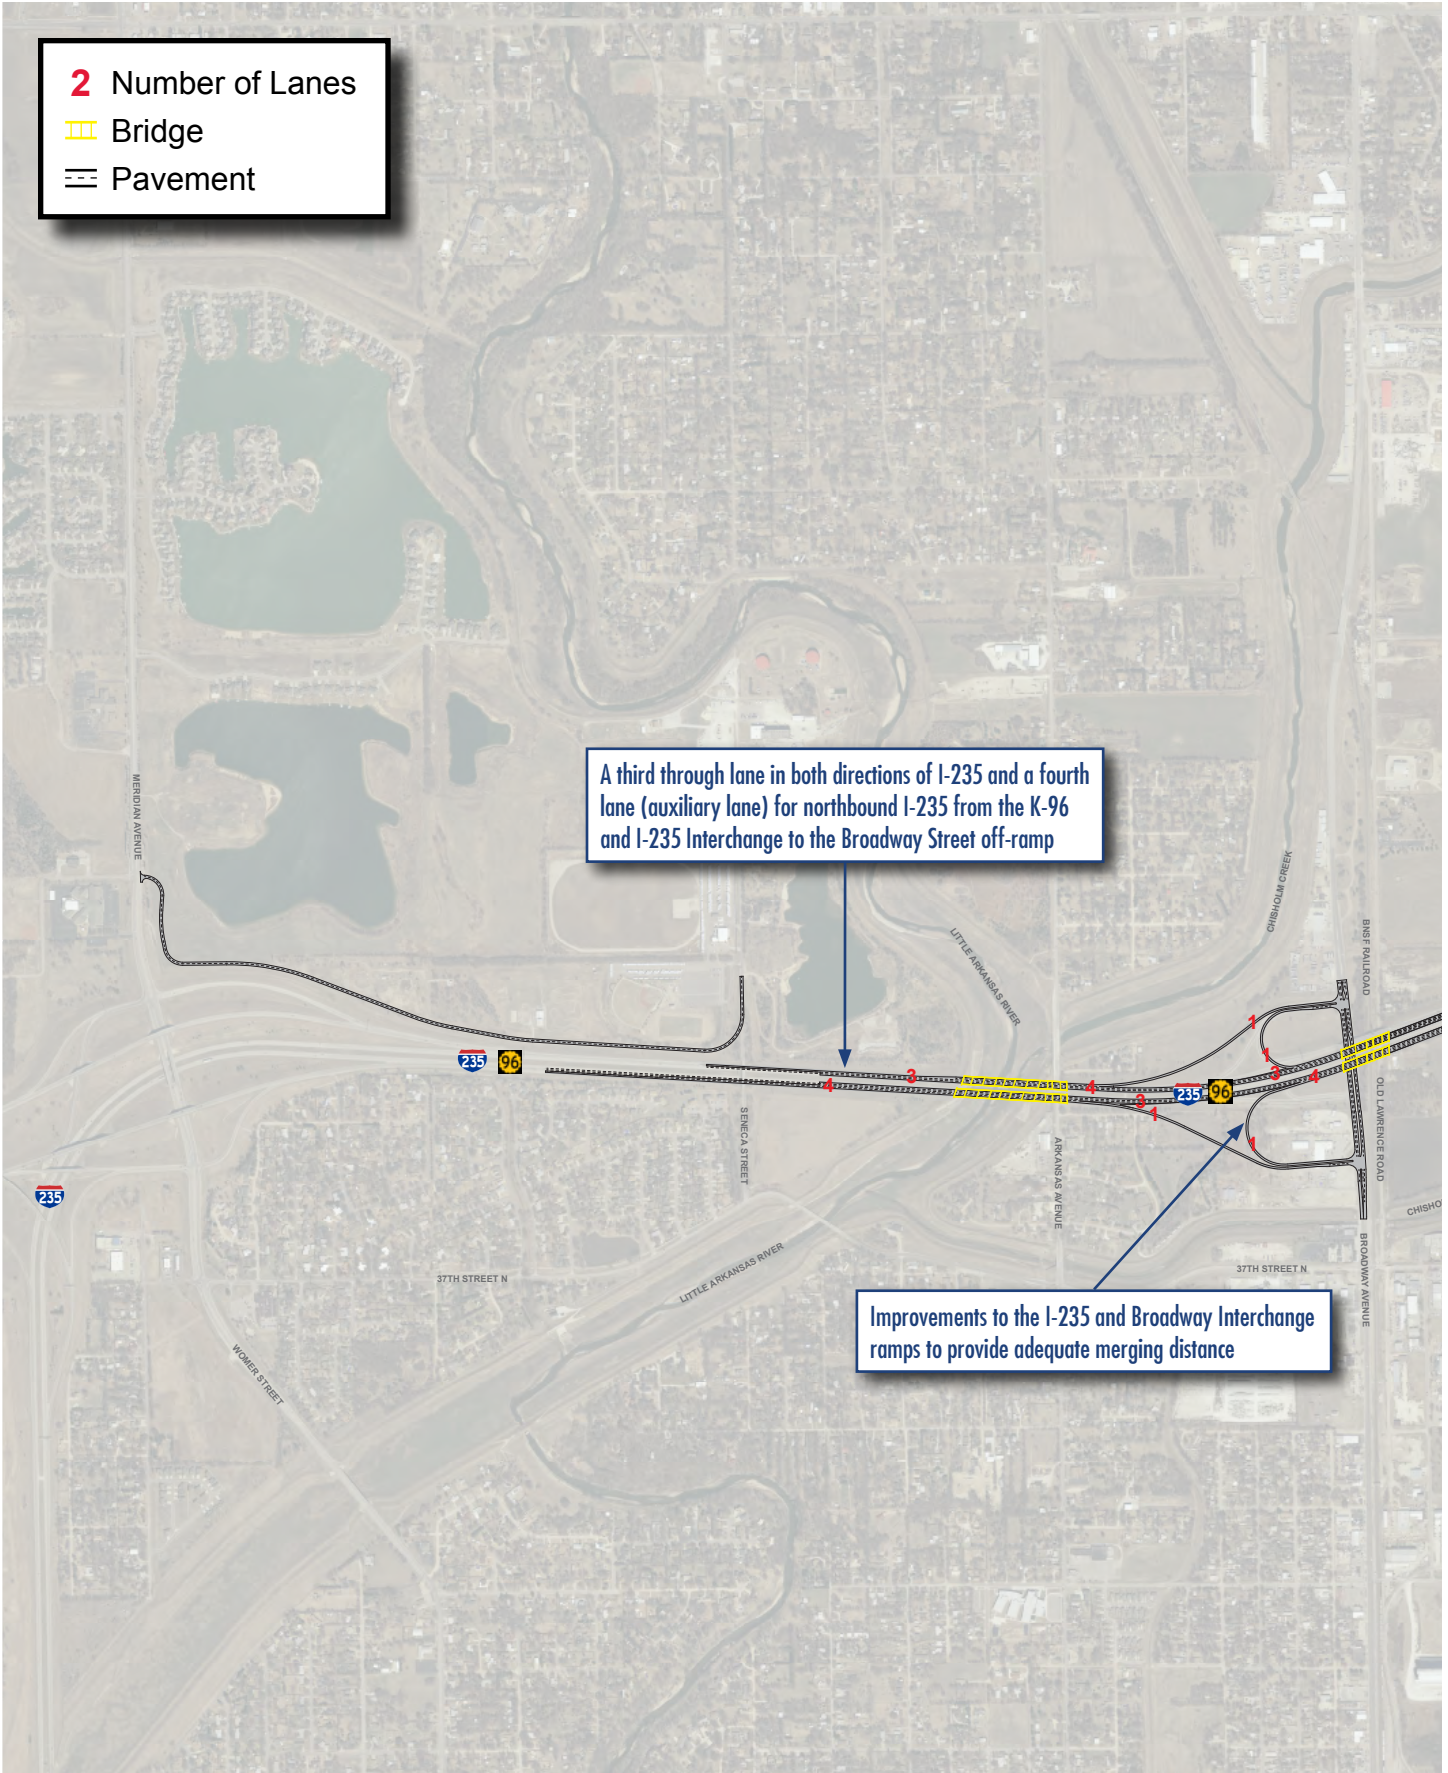 2 Number of Lanes
Bridge
Pavement
MERIDIAN AVENUE
A third through lane in both directions of I-235 and a fourth
lane (auxiliary lane) for northbound I-235 from the K-96
and I-235 Interchange to the Broadway Street off-ramp
CHISHOLM CREEK
LITTLE ARKANSAS RIVER
BNSF RAILROAD
235
96
3
4
4
3
1
1
1
3
4
1
235
96
SENECA STREET
ARKANSAS AVENUE
OLD LAWRENCE ROAD
235
CHISHO
LITTLE ARKANSAS RIVER
37TH STREET N
37TH STREET N
BROADWAY AVENUE
Improvements to the I-235 and Broadway Interchange
ramps to provide adequate merging distance
WOMER STREET